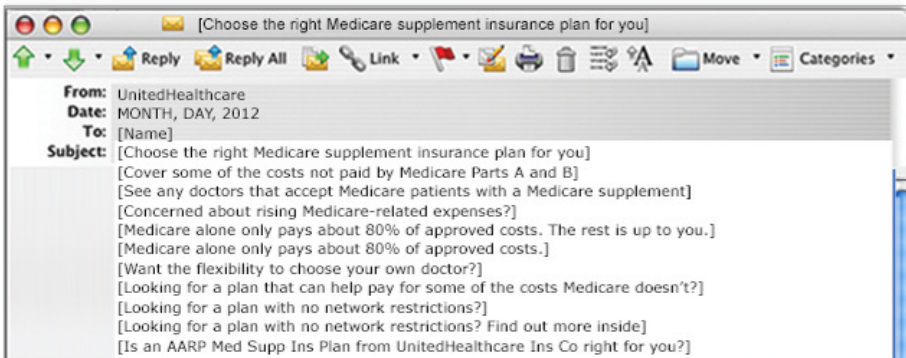 [Choose the right Medicare supplement insurance plan for you]
Reply Reply All Link Move Categories
From: UnitedHealthcare
Date: MONTH, DAY, 2012
To: [Name]
Subject: [Choose the right Medicare supplement insurance plan for you]
[Cover some of the costs not paid by Medicare Parts A and B]
[See any doctors that accept Medicare patients with a Medicare supplement]
[Concerned about rising Medicare-related expenses?]
[Medicare alone only pays about 80% of approved costs. The rest is up to you.]
[Medicare alone only pays about 80% of approved costs.]
[Want the flexibility to choose your own doctor?]
[Looking for a plan that can help pay for some of the costs Medicare doesn't?]
[Looking for a plan with no network restrictions?]
[Looking for a plan with no network restrictions? Find out more inside]
[Is an AARP Med Supp Ins Plan from UnitedHealthcare Ins Co right for you?]